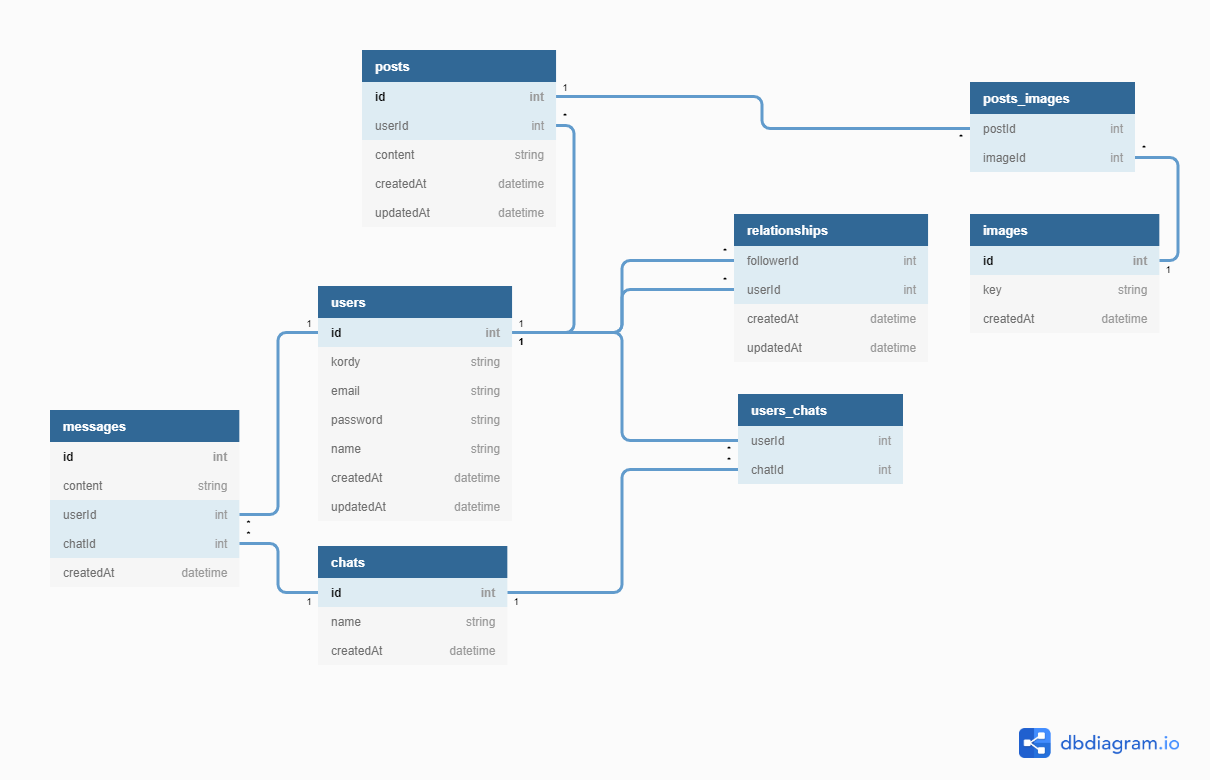 posts
id int
userId int
content string
createdAt datetime
updatedAt datetime
1
*
posts_images
postId int
imageId int
*
*
relationships
followerId int
userId int
createdAt datetime
updatedAt datetime
*
*
images
id int
key string
createdAt datetime
1
users
id int
kordy string
email string
password string
name string
createdAt datetime
updatedAt datetime
1
1
1
users_chats
userId int
chatId int
*
*
messages
id int
content string
userId int
chatId int
createdAt datetime
*
*
chats
id int
name string
createdAt datetime
1
1
dbdiagram.io